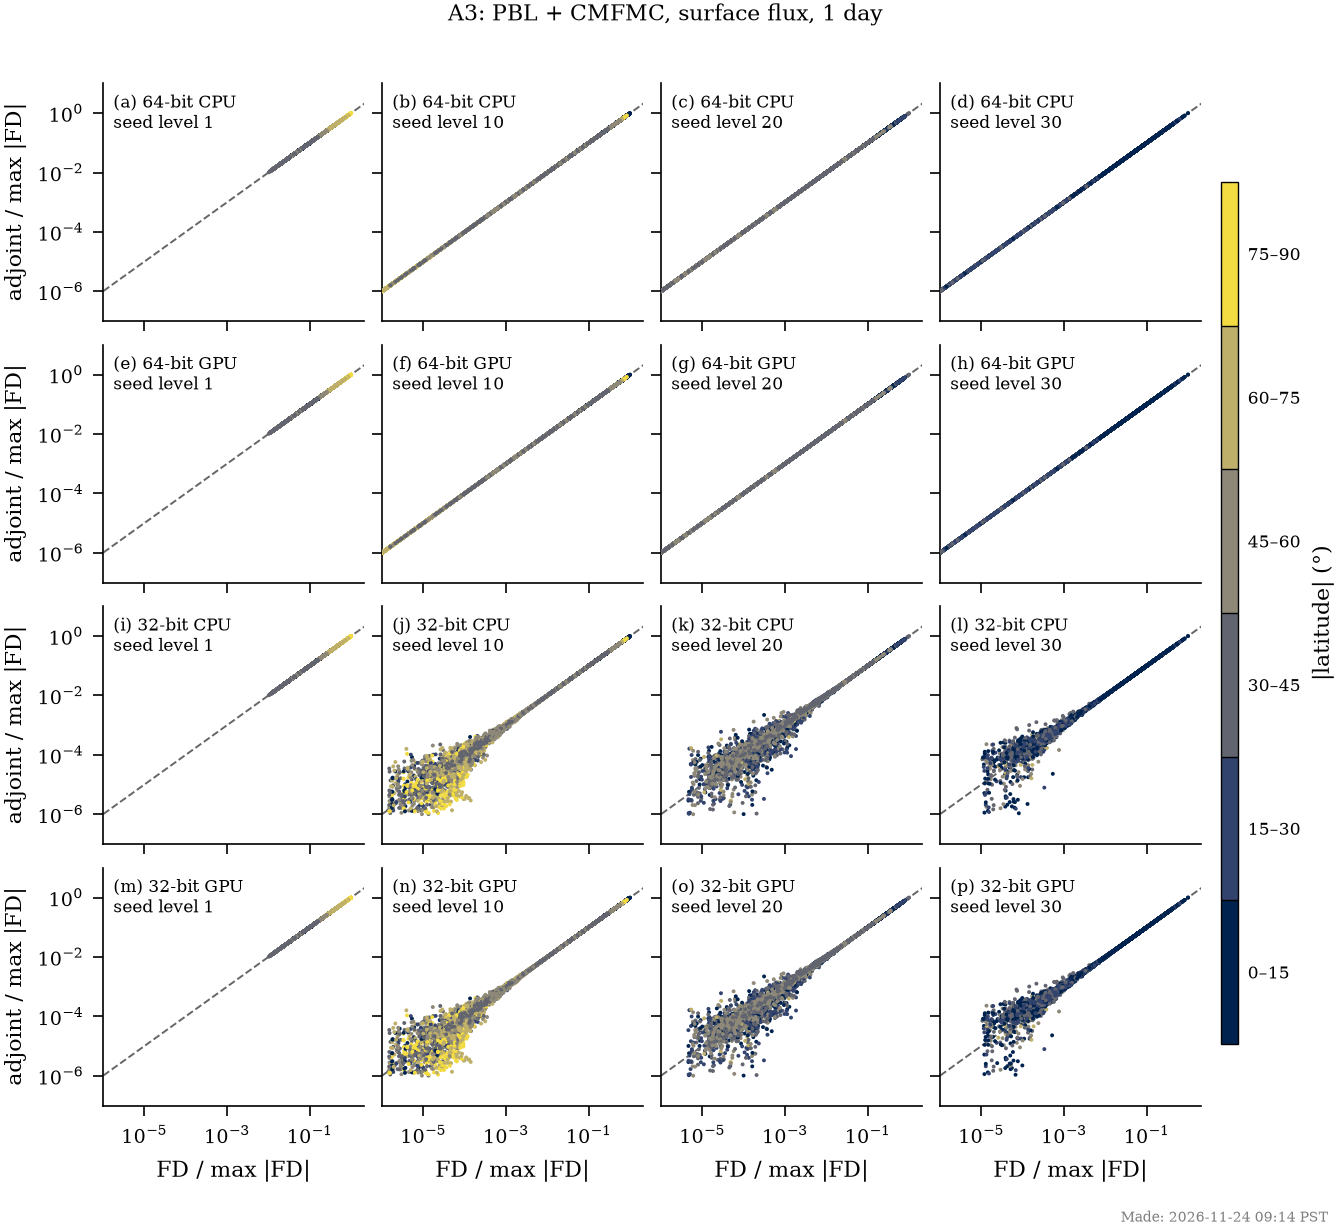 A3: PBL + CMFMC, surface flux, 1 day
(a) 64-bit CPU
seed level 1
(b) 64-bit CPU
seed level 10
(c) 64-bit CPU
seed level 20
(d) 64-bit CPU
seed level 30
adjoint / max |FD|
10⁰
10⁻²
10⁻⁴
10⁻⁶
(e) 64-bit GPU
seed level 1
(f) 64-bit GPU
seed level 10
(g) 64-bit GPU
seed level 20
(h) 64-bit GPU
seed level 30
adjoint / max |FD|
10⁰
10⁻²
10⁻⁴
10⁻⁶
(i) 32-bit CPU
seed level 1
(j) 32-bit CPU
seed level 10
(k) 32-bit CPU
seed level 20
(l) 32-bit CPU
seed level 30
adjoint / max |FD|
10⁰
10⁻²
10⁻⁴
10⁻⁶
(m) 32-bit GPU
seed level 1
(n) 32-bit GPU
seed level 10
(o) 32-bit GPU
seed level 20
(p) 32-bit GPU
seed level 30
adjoint / max |FD|
10⁰
10⁻²
10⁻⁴
10⁻⁶
10⁻⁵ 10⁻³ 10⁻¹
10⁻⁵ 10⁻³ 10⁻¹
10⁻⁵ 10⁻³ 10⁻¹
10⁻⁵ 10⁻³ 10⁻¹
FD / max |FD|
FD / max |FD|
FD / max |FD|
FD / max |FD|
75–90
60–75
45–60
30–45
15–30
0–15
|latitude| (°)
Made: 2026-11-24 09:14 PST